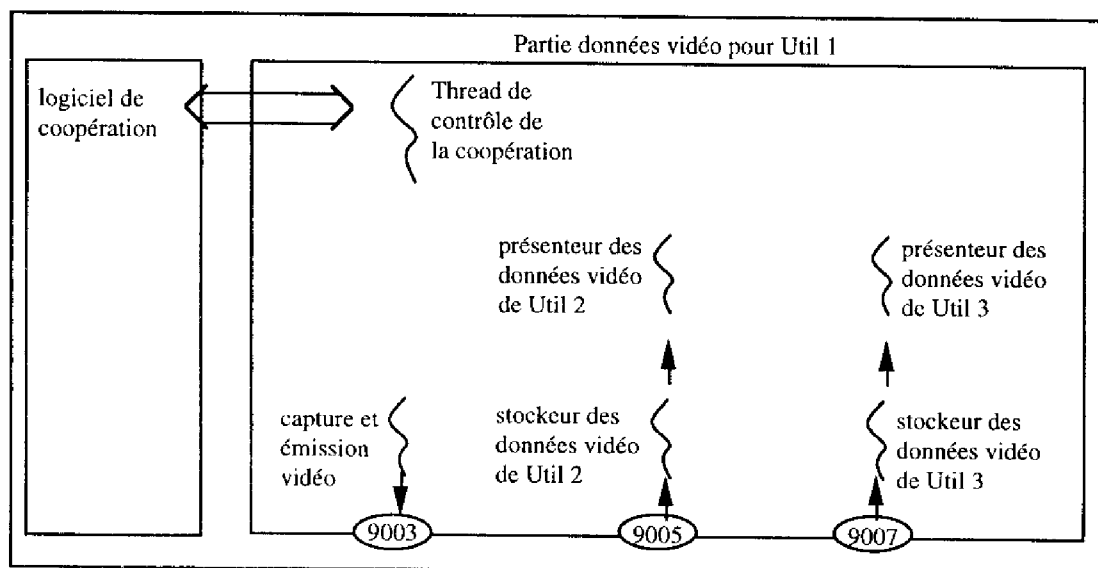 Partie données vidéo pour Util 1
logiciel de
coopération
Thread de
contrôle de
la coopération
présenteur des
données vidéo
de Util 2
présenteur des
données vidéo
de Util 3
capture et
émission
vidéo
stockeur des
données vidéo
de Util 2
stockeur des
données vidéo
de Util 3
9003
9005
9007